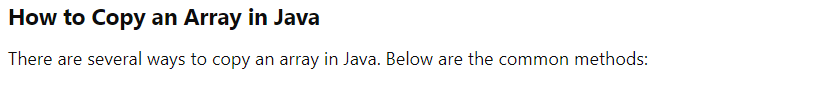 How to Copy an Array in Java
There are several ways to copy an array in Java. Below are the common methods: